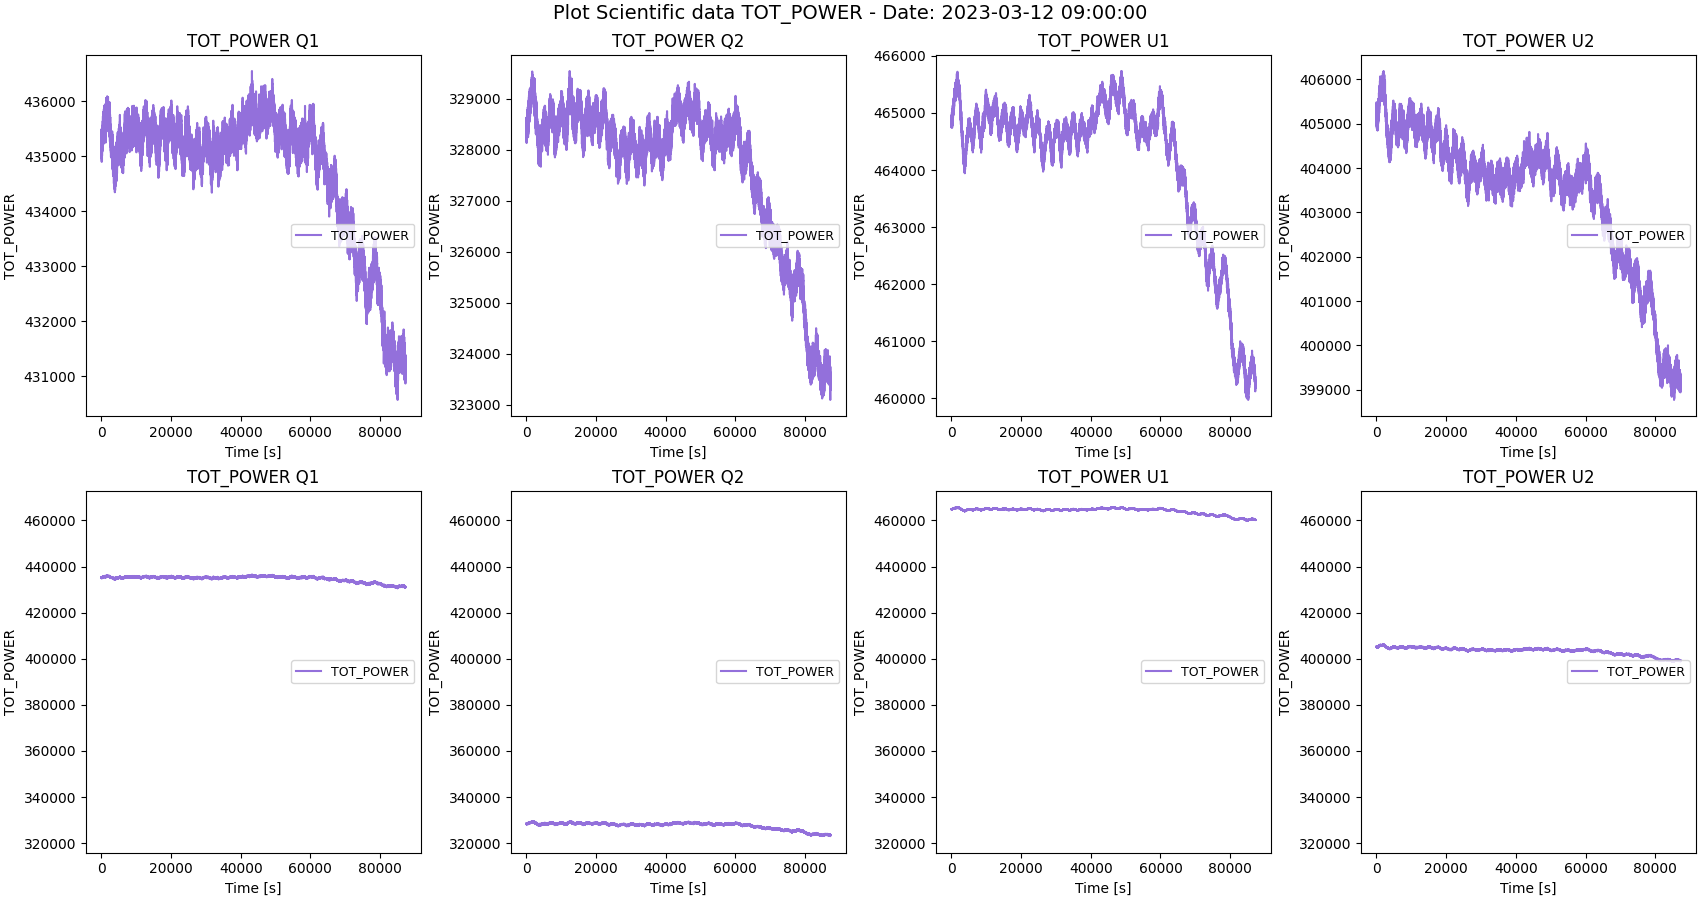 Plot Scientific data TOT_POWER - Date: 2023-03-12 09:00:00
TOT_POWER Q1
TOT_POWER
436000
435000
434000
433000
432000
431000
TOT_POWER
0 20000 40000 60000 80000
Time [s]
TOT_POWER Q2
TOT_POWER
329000
328000
327000
326000
325000
324000
323000
TOT_POWER
0 20000 40000 60000 80000
Time [s]
TOT_POWER U1
TOT_POWER
466000
465000
464000
463000
462000
461000
460000
TOT_POWER
0 20000 40000 60000 80000
Time [s]
TOT_POWER U2
TOT_POWER
406000
405000
404000
403000
402000
401000
400000
399000
TOT_POWER
0 20000 40000 60000 80000
Time [s]
TOT_POWER Q1
TOT_POWER
460000
440000
420000
400000
380000
360000
340000
320000
TOT_POWER
0 20000 40000 60000 80000
Time [s]
TOT_POWER Q2
TOT_POWER
460000
440000
420000
400000
380000
360000
340000
320000
TOT_POWER
0 20000 40000 60000 80000
Time [s]
TOT_POWER U1
TOT_POWER
460000
440000
420000
400000
380000
360000
340000
320000
TOT_POWER
0 20000 40000 60000 80000
Time [s]
TOT_POWER U2
TOT_POWER
460000
440000
420000
400000
380000
360000
340000
320000
TOT_POWER
0 20000 40000 60000 80000
Time [s]